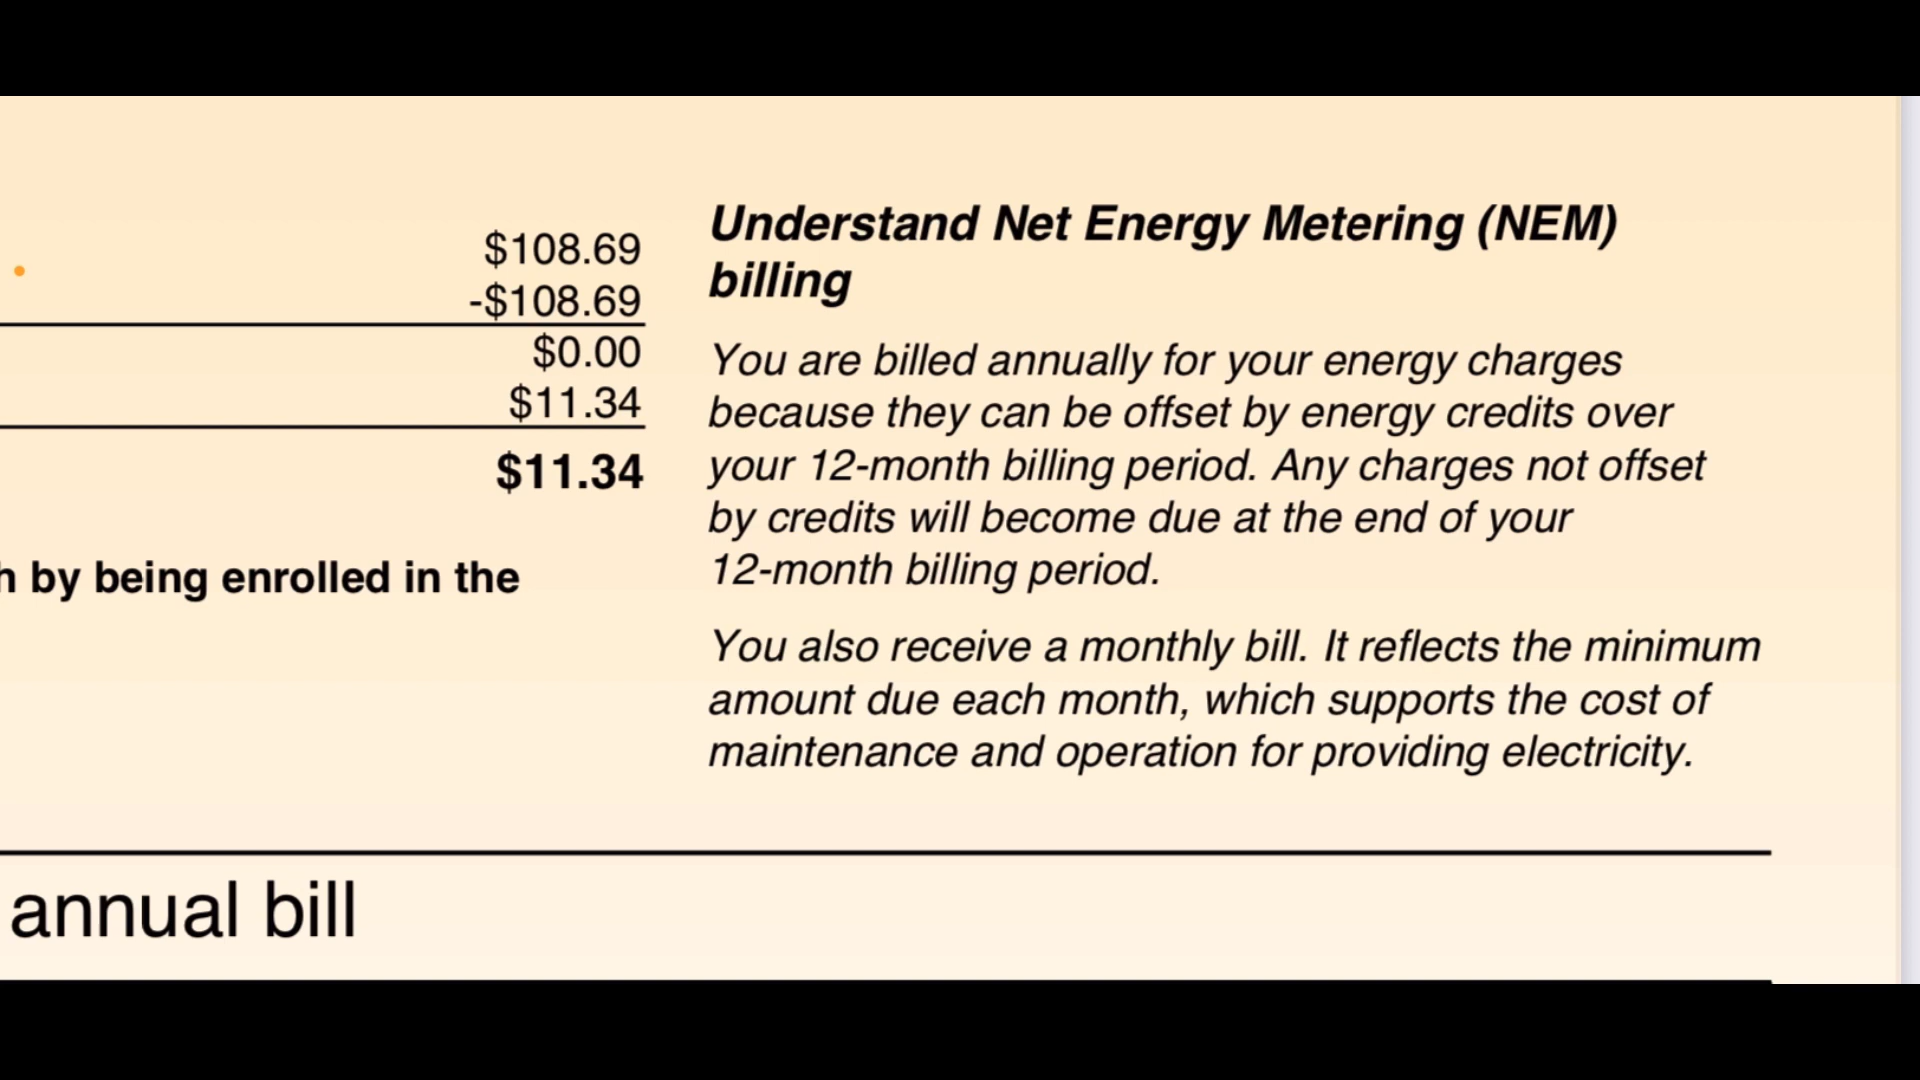 $108.69
-$108.69
$0.00
$11.34
$11.34
by being enrolled in the
Understand Net Energy Metering (NEM)
billing
You are billed annually for your energy charges
because they can be offset by energy credits over
your 12-month billing period. Any charges not offset
by credits will become due at the end of your
12-month billing period.
You also receive a monthly bill. It reflects the minimum
amount due each month, which supports the cost of
maintenance and operation for providing electricity.
annual bill